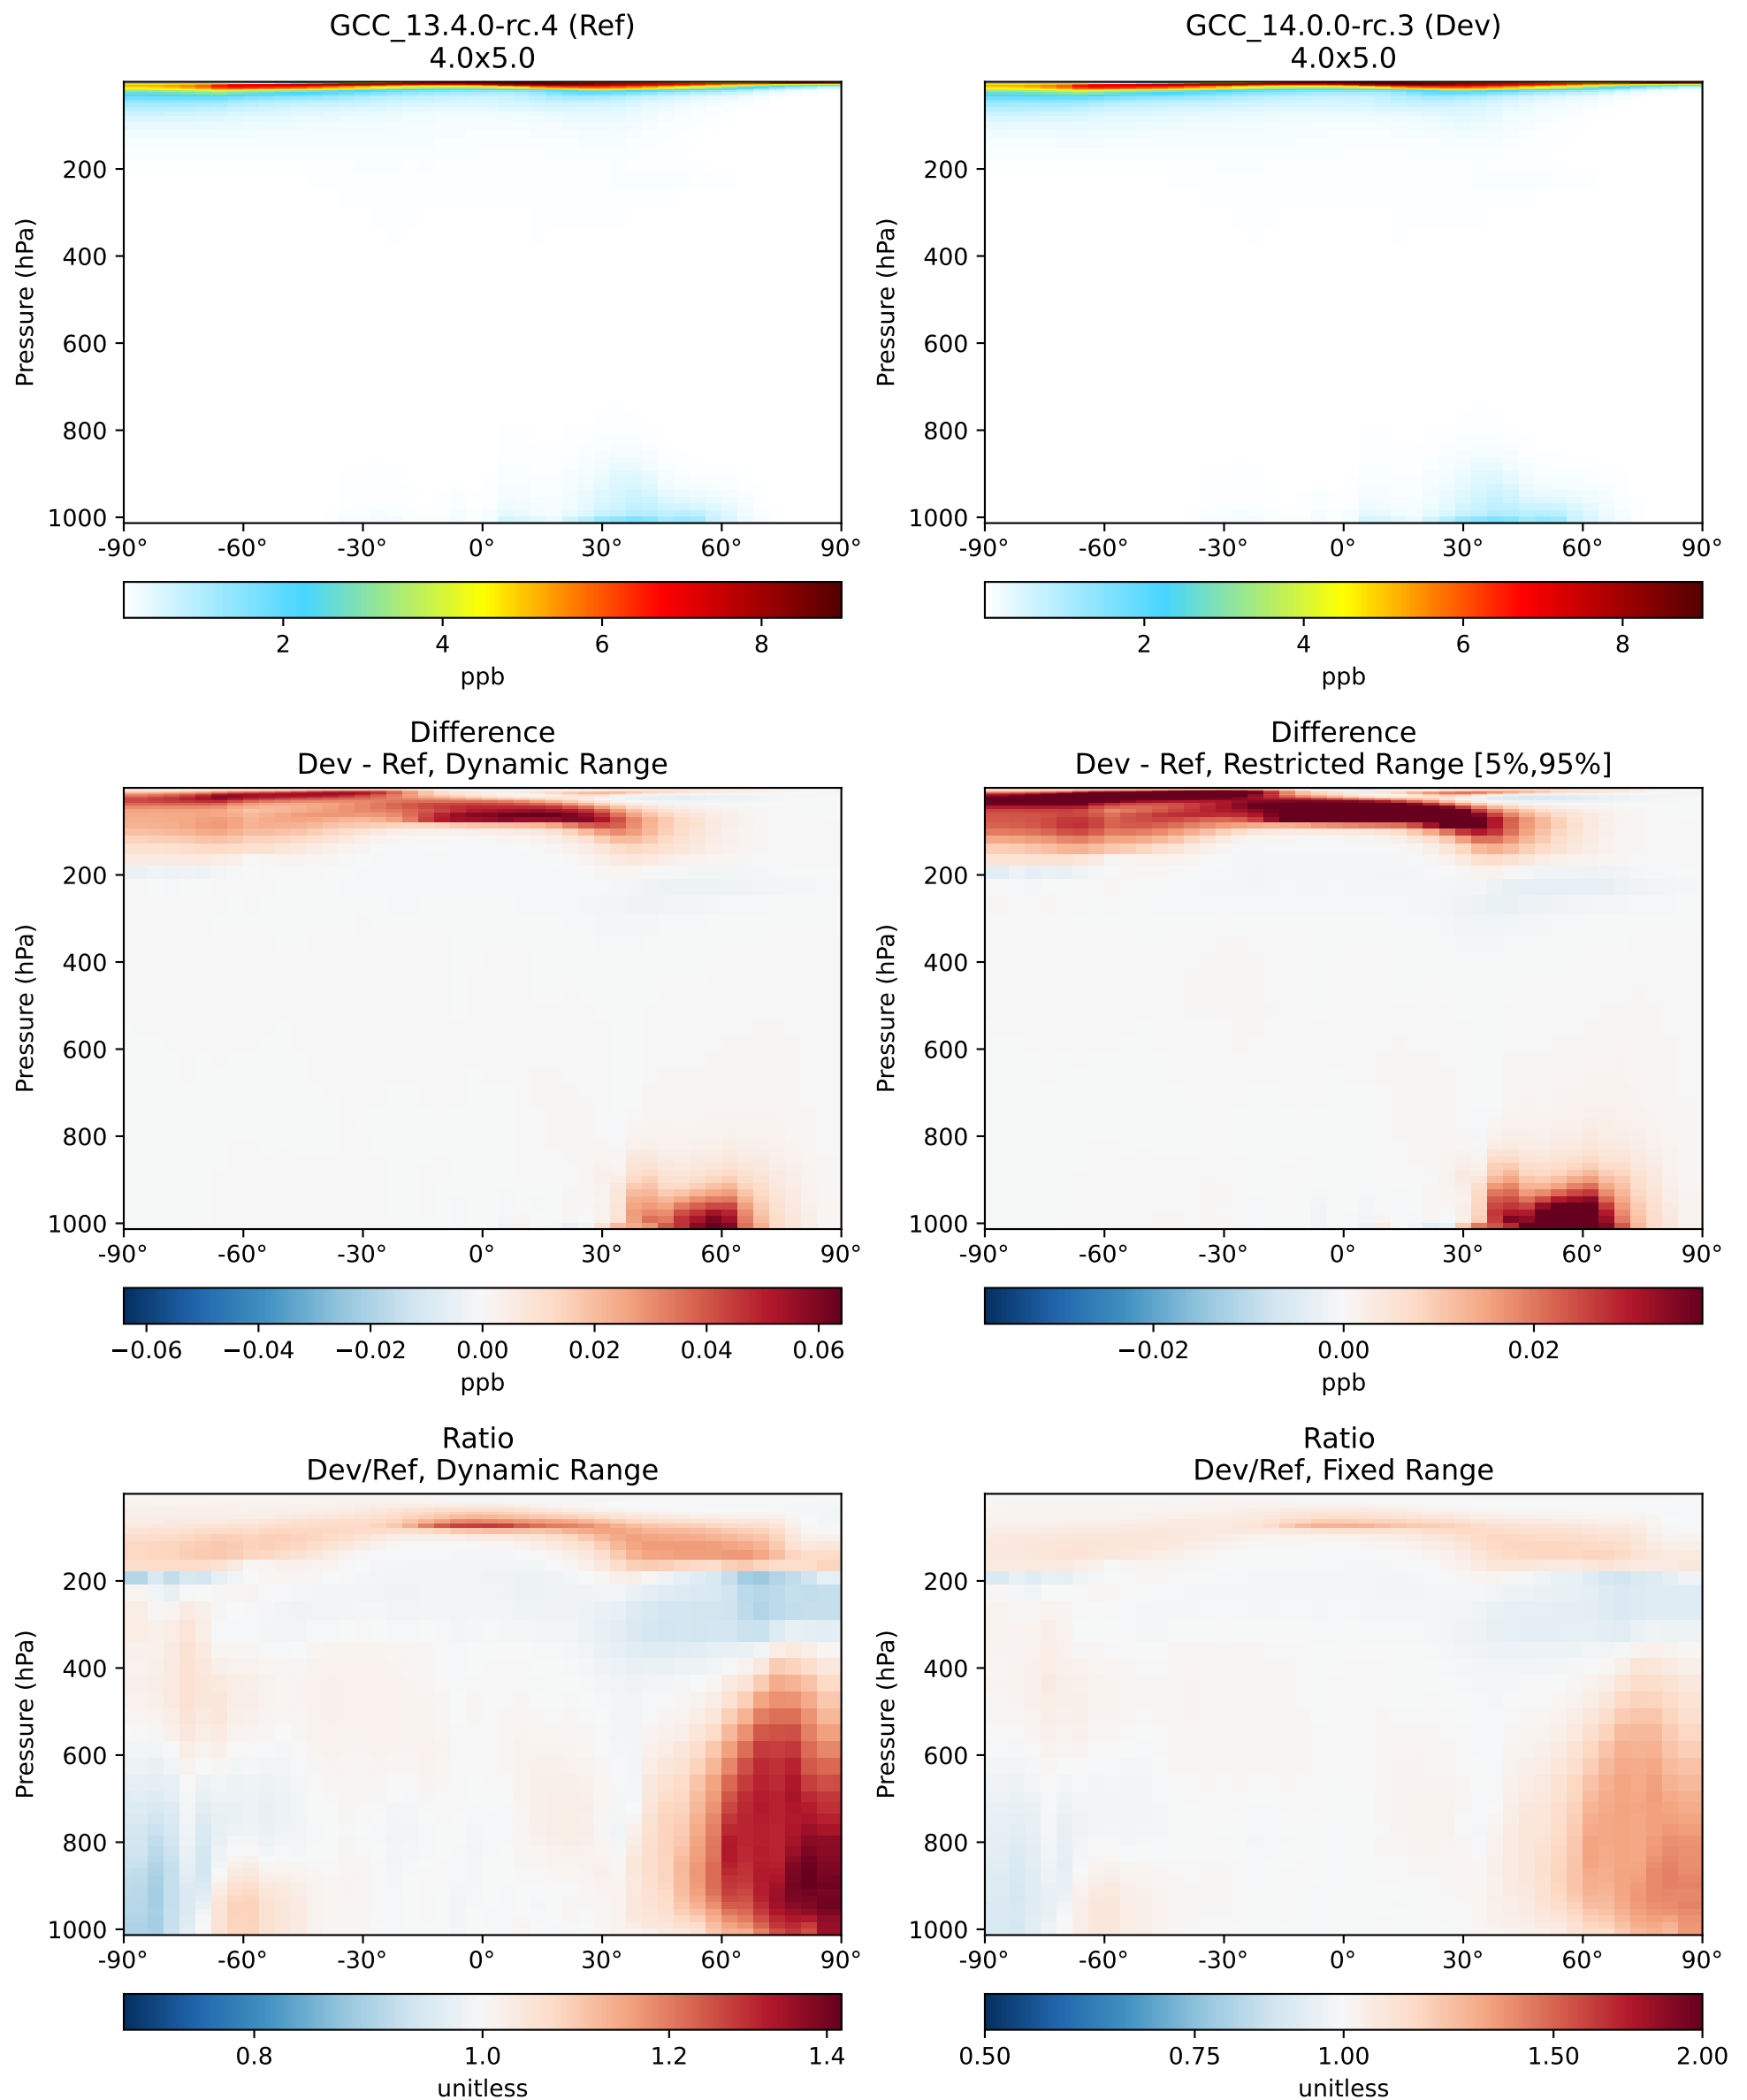 GCC_13.4.0-rc.4 (Ref)
4.0x5.0
Pressure (hPa)
200
400
600
800
1000
-90° -60° -30° 0° 30° 60° 90°
2 4 6 8
ppb
GCC_14.0.0-rc.3 (Dev)
4.0x5.0
Pressure (hPa)
200
400
600
800
1000
-90° -60° -30° 0° 30° 60° 90°
2 4 6 8
ppb
Difference
Dev - Ref, Dynamic Range
Pressure (hPa)
200
400
600
800
1000
-90° -60° -30° 0° 30° 60° 90°
−0.06 −0.04 −0.02 0.00 0.02 0.04 0.06
ppb
Difference
Dev - Ref, Restricted Range [5%,95%]
Pressure (hPa)
200
400
600
800
1000
-90° -60° -30° 0° 30° 60° 90°
−0.02 0.00 0.02
ppb
Ratio
Dev/Ref, Dynamic Range
Pressure (hPa)
200
400
600
800
1000
-90° -60° -30° 0° 30° 60° 90°
0.8 1.0 1.2 1.4
unitless
Ratio
Dev/Ref, Fixed Range
Pressure (hPa)
200
400
600
800
1000
-90° -60° -30° 0° 30° 60° 90°
0.50 0.75 1.00 1.50 2.00
unitless